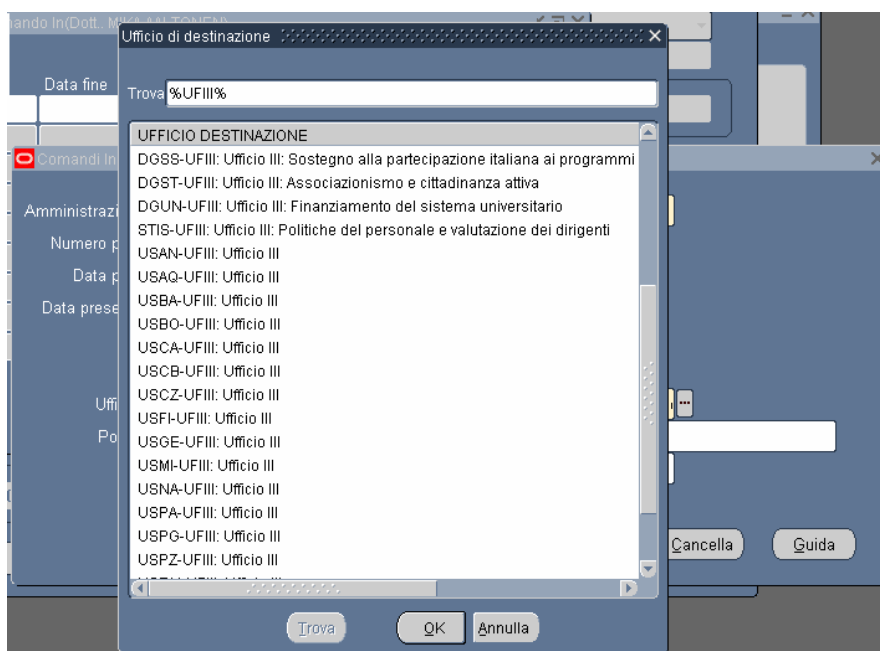 mando In(Dott.
Ufficio di destinazione
Data fine
Trova %UFIII%
UFFICIO DESTINAZIONE
DGSS-UFIII: Ufficio III: Sostegno alla partecipazione italiana ai programmi
DGST-UFIII: Ufficio III: Associazionismo e cittadinanza attiva
DGUN-UFIII: Ufficio III: Finanziamento del sistema universitario
STIS-UFIII: Ufficio III: Politiche del personale e valutazione dei dirigenti
USAN-UFIII: Ufficio III
USAQ-UFIII: Ufficio III
USBA-UFIII: Ufficio III
USBO-UFIII: Ufficio III
USCA-UFIII: Ufficio III
USCB-UFIII: Ufficio III
USCZ-UFIII: Ufficio III
USFI-UFIII: Ufficio III
USGE-UFIII: Ufficio III
USMI-UFIII: Ufficio III
USNA-UFIII: Ufficio III
USPA-UFIII: Ufficio III
USPG-UFIII: Ufficio III
USPZ-UFIII: Ufficio III
Comandi In
Amministrazi
Numero p
Data p
Data prese
Uffi
Po
Cancella
Guida
Trova
OK
Annulla